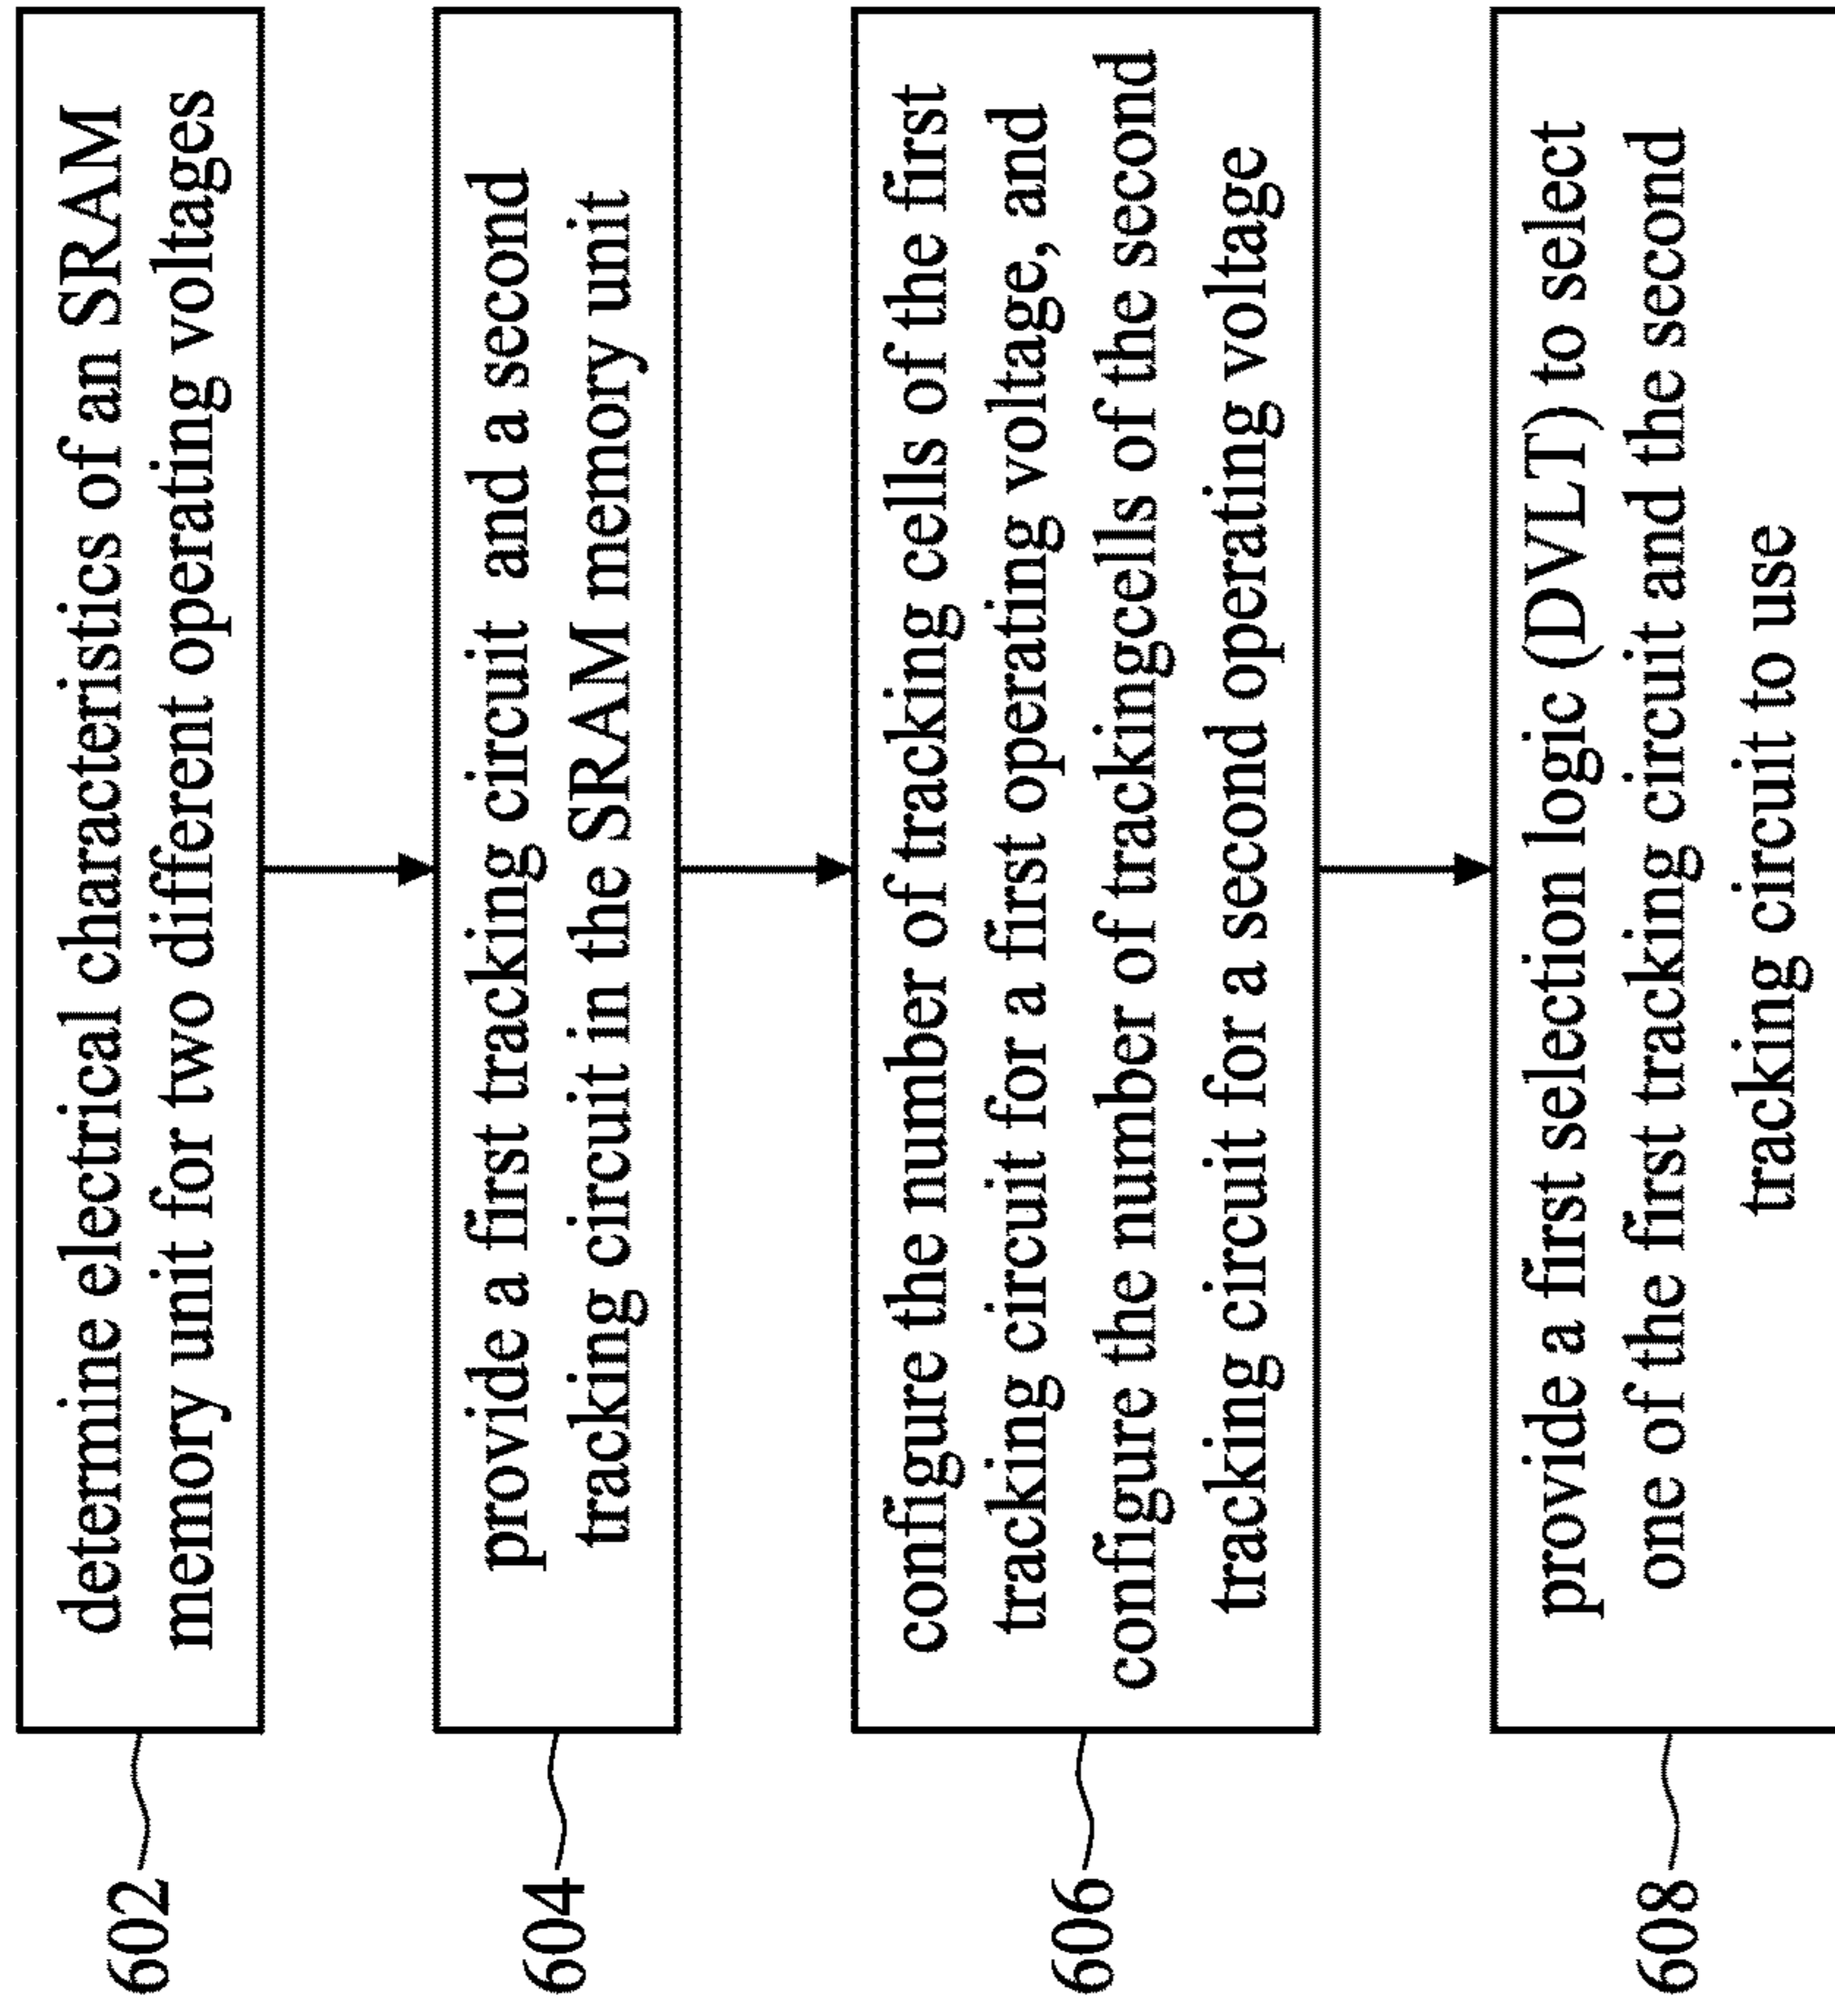 602
determine electrical characteristics of an SRAM
memory unit for two different operating voltages
604
provide a first tracking circuit and a second
tracking circuit in the SRAM memory unit
606
configure the number of tracking cells of the first
tracking circuit for a first operating voltage, and
configure the number of trackingcells of the second
tracking circuit for a second operating voltage
608
provide a first selection logic (DVLT) to select
one of the first tracking circuit and the second
tracking circuit to use